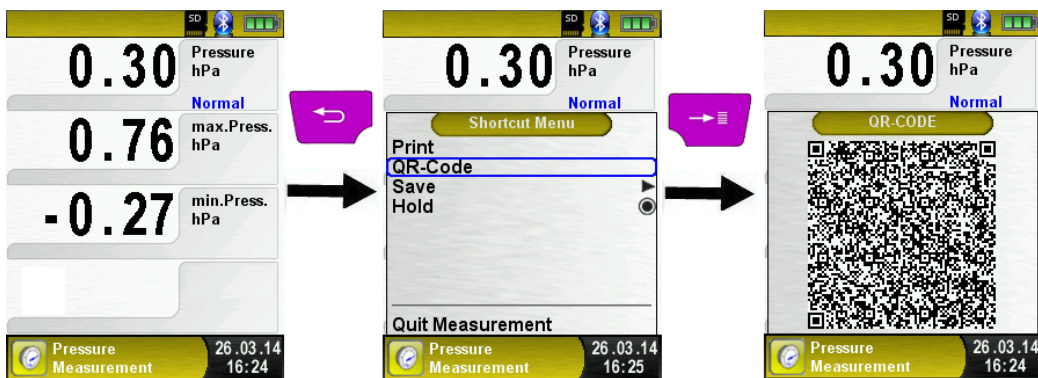 SD
0.30
Pressure
hPa
Normal
0.76
max.Press.
hPa
-0.27
min.Press.
hPa
Pressure
Measurement
26.03.14
16:24
SD
0.30
Pressure
hPa
Normal
Shortcut Menu
Print
QR-Code
Save
Hold
Quit Measurement
Pressure
Measurement
26.03.14
16:25
SD
0.30
Pressure
hPa
Normal
QR-CODE
Pressure
Measurement
26.03.14
16:24